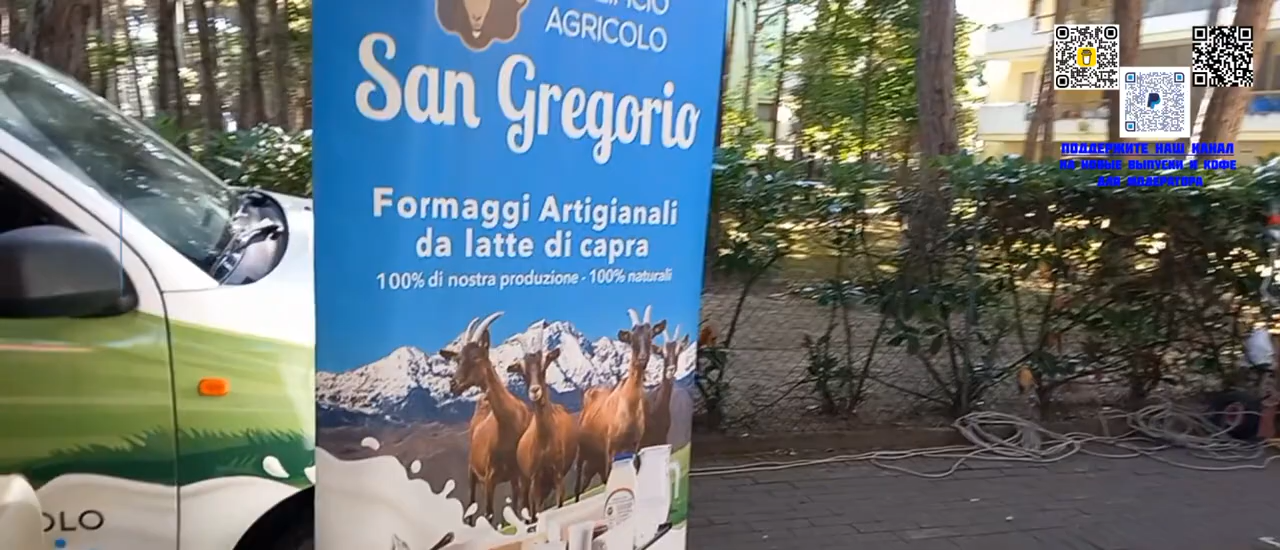 AGRICOLO
San Gregorio
Formaggi Artigianali
da latte di capra
100% di nostra produzione - 100% naturali
OLO
ПОДДЕРЖИТЕ НАШ КАНАЛ
НА НОВЫЕ ВЫПУСКИ И КОФЕ
ДЛЯ МОДЕРАТОРА